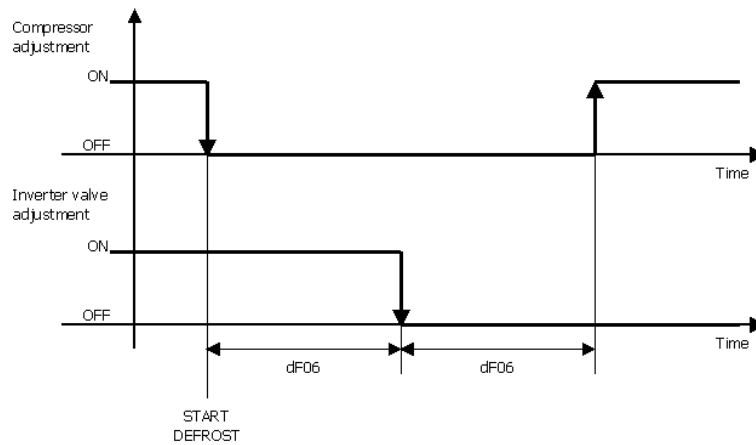 Compressor
adjustment
ON
OFF
Time
Inverter valve
adjustment
ON
OFF
Time
dF06 dF06
START
DEFROST